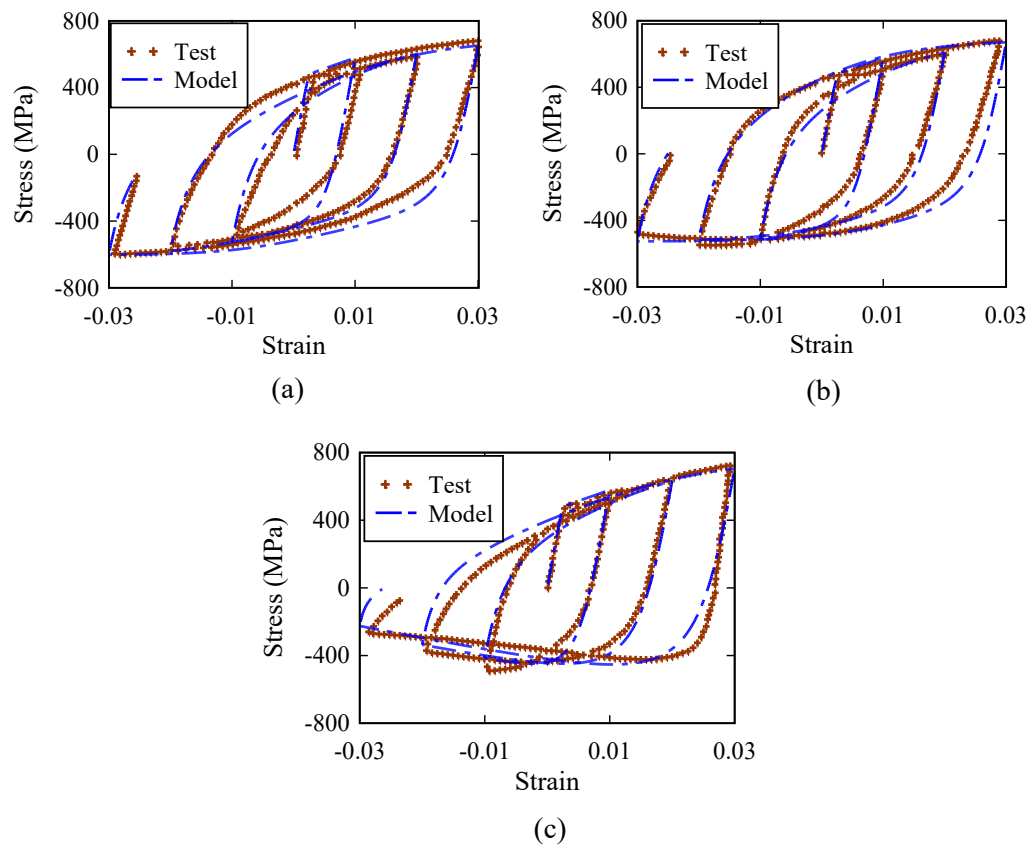 800
400
0
-400
-800
Stress (MPa)
Test
Model
-0.03
-0.01
0.01
0.03
Strain
(a)
800
400
0
-400
-800
Stress (MPa)
Test
Model
-0.03
-0.01
0.01
0.03
Strain
(b)
800
400
0
-400
-800
Stress (MPa)
Test
Model
-0.03
-0.01
0.01
0.03
Strain
(c)